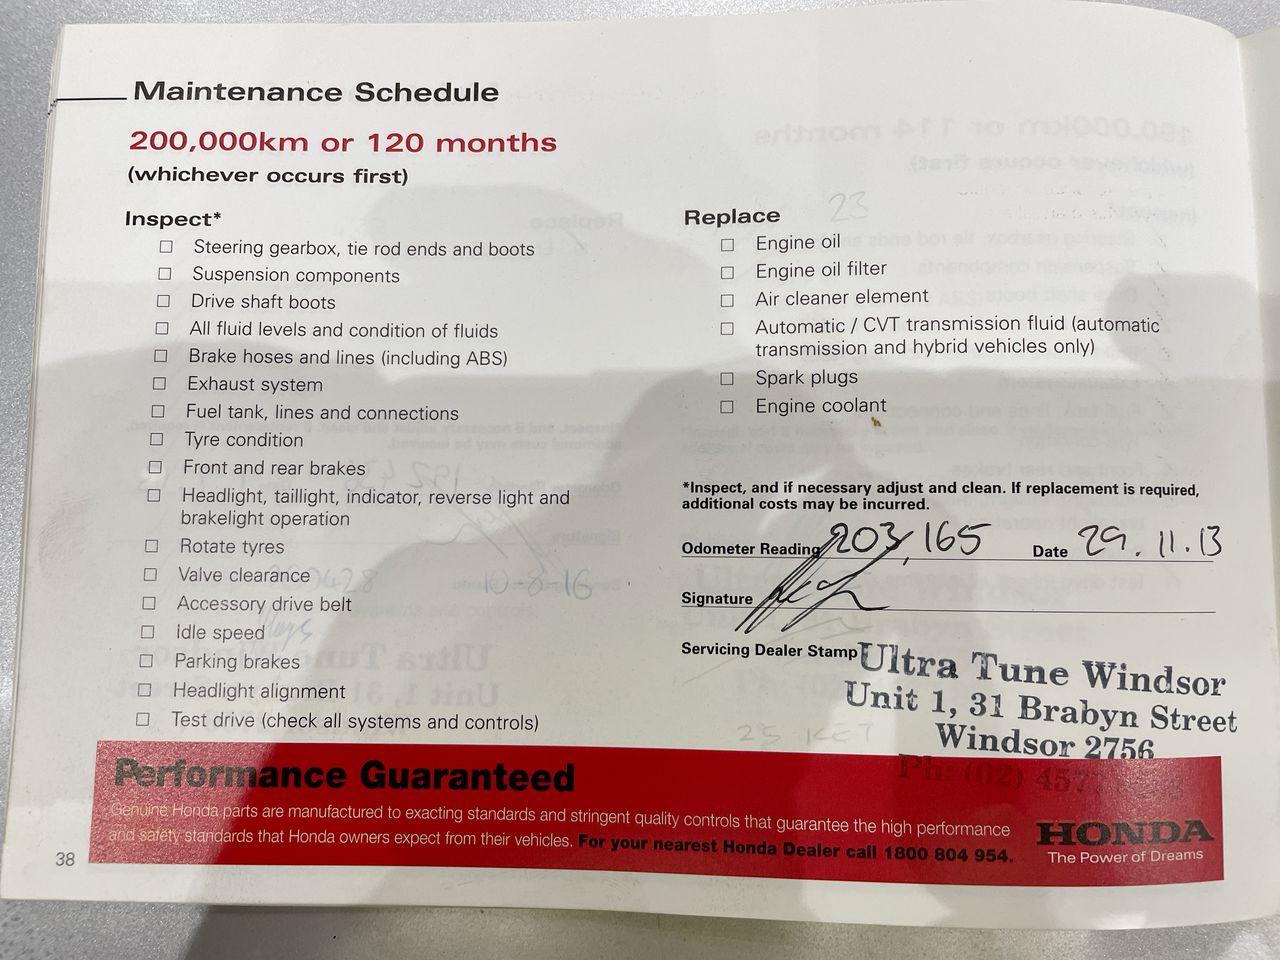 Maintenance Schedule
200,000km or 120 months
(whichever occurs first)
Inspect*
☐ Steering gearbox, tie rod ends and boots
☐ Suspension components
☐ Drive shaft boots
☐ All fluid levels and condition of fluids
☐ Brake hoses and lines (including ABS)
☐ Exhaust system
☐ Fuel tank, lines and connections
☐ Tyre condition
☐ Front and rear brakes
☐ Headlight, taillight, indicator, reverse light and
brakelight operation
☐ Rotate tyres
☐ Valve clearance
☐ Accessory drive belt
☐ Idle speed
☐ Parking brakes
☐ Headlight alignment
☐ Test drive (check all systems and controls)
Replace
☐ Engine oil
☐ Engine oil filter
☐ Air cleaner element
☐ Automatic / CVT transmission fluid (automatic
transmission and hybrid vehicles only)
☐ Spark plugs
☐ Engine coolant
*Inspect, and if necessary adjust and clean. If replacement is required,
additional costs may be incurred.
Odometer Reading 203,165 Date 29.11.13
Signature
Servicing Dealer Stamp
Ultra Tune Windsor
Unit 1, 31 Brabyn Street
Windsor 2756
Ph: (02)
Performance Guaranteed
Genuine Honda parts are manufactured to exacting standards and stringent quality controls that guarantee the high performance
and safety standards that Honda owners expect from their vehicles. For your nearest Honda Dealer call 1800 804 954.
HONDA
The Power of Dreams
38